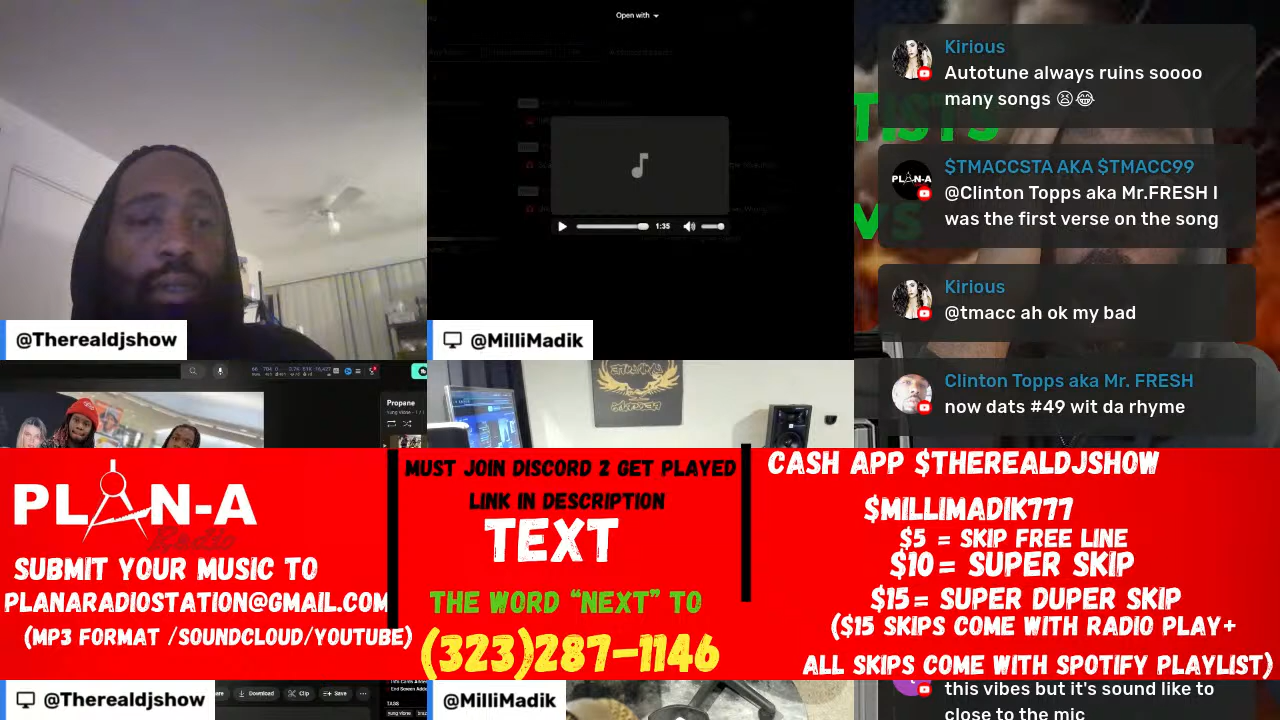 Open with
1:35
@Therealdjshow
@MilliMadik
Kirious
Autotune always ruins soooo
many songs 😫😂
$TMACCSTA AKA $TMACC99
@Clinton Topps aka Mr.FRESH I
was the first verse on the song
Kirious
@tmacc ah ok my bad
Clinton Topps aka Mr. FRESH
now dats #49 wit da rhyme
Propane
PLAN-A
Radio
SUBMIT YOUR MUSIC TO
PLANARADIOSTATION@GMAIL.COM
(MP3 FORMAT /SOUNDCLOUD/YOUTUBE)
MUST JOIN DISCORD 2 GET PLAYED
LINK IN DESCRIPTION
TEXT
THE WORD “NEXT” TO
(323)287-1146
CASH APP $THEREALDJSHOW
$MILLIMADIK777
$5 = SKIP FREE LINE
$10 = SUPER SKIP
$15 = SUPER DUPER SKIP
($15 SKIPS COME WITH RADIO PLAY+
ALL SKIPS COME WITH SPOTIFY PLAYLIST)
@Therealdjshow
Download
Clip
Save
@MilliMadik
this vibes but it's sound like to
close to the mic